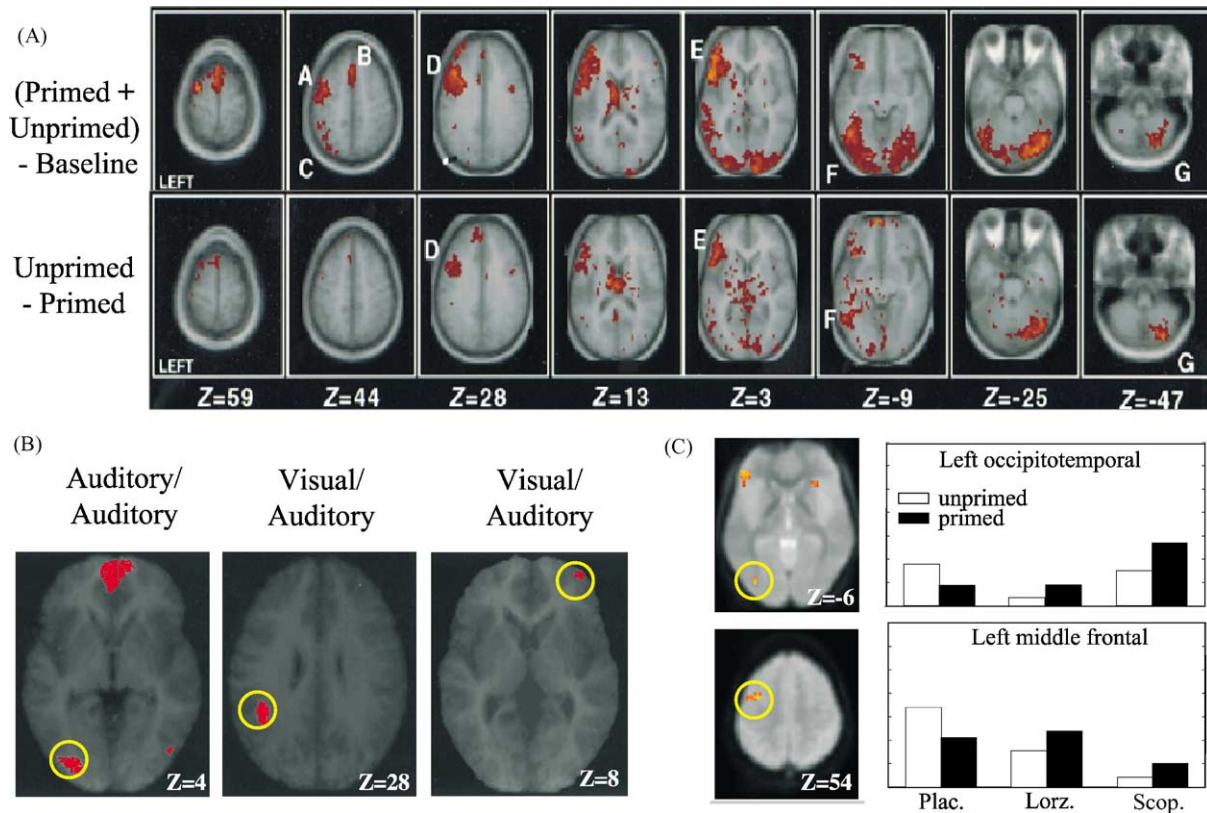 (A)
(Primed +
Unprimed)
- Baseline
A
B
C
D
E
F
G
LEFT
Unprimed
- Primed
D
E
F
G
LEFT
Z=59
Z=44
Z=28
Z=13
Z=3
Z=-9
Z=-25
Z=-47
(B)
Auditory/
Auditory
Visual/
Auditory
Visual/
Auditory
Z=4
Z=28
Z=8
(C)
Z=-6
Z=54
Left occipitotemporal
unprimed
primed
Left middle frontal
Plac.
Lorz.
Scop.